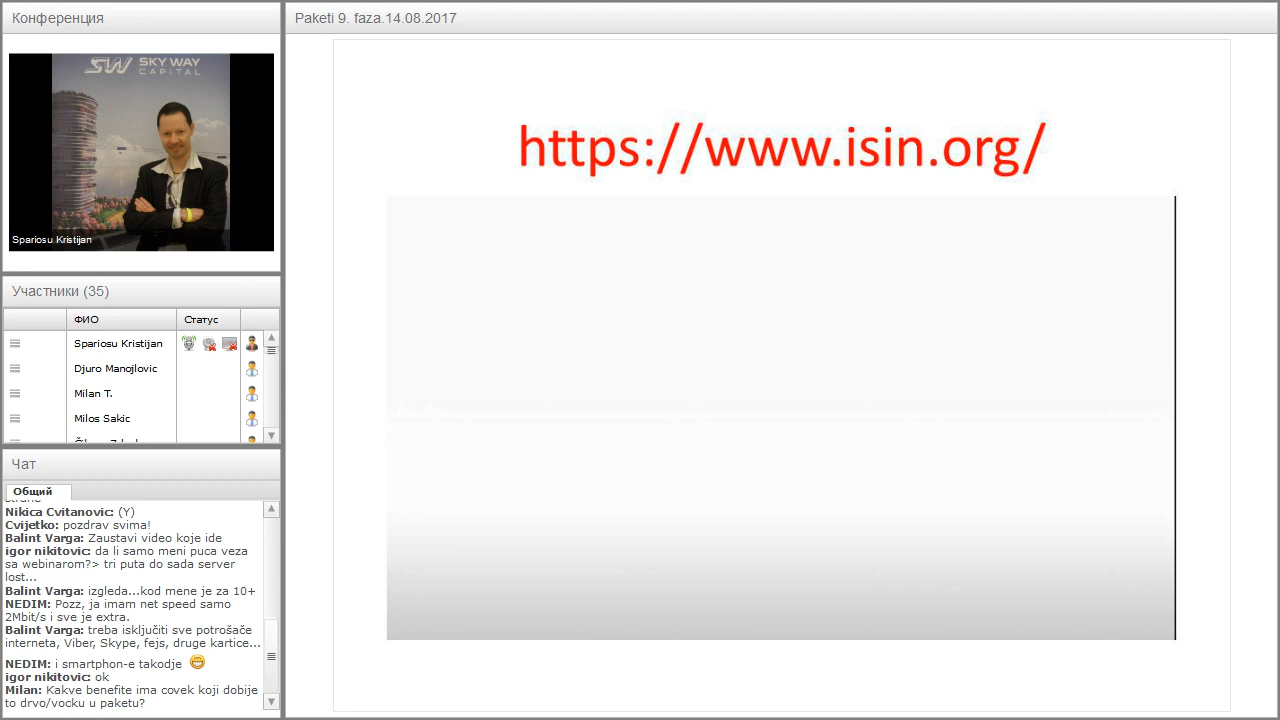 Конференция
SW SKY WAY
CAPITAL
Spariosu Kristijan
Участники (35)
ФИО
Статус
Spariosu Kristijan
Djuro Manojlovic
Milan T.
Milos Sakic
Чат
Общий
Nikica Cvitanovic: (Y)
Cvijetko: pozdrav svima!
Balint Varga: Zaustavi video koje ide
igor nikitovic: da li samo meni puca veza
sa webinarom?> tri puta do sada server
lost...
Balint Varga: izgleda...kod mene je za 10+
NEDIM: Pozz, ja imam net speed samo
2Mbit/s i sve je extra.
Balint Varga: treba isključiti sve potrošače
interneta, Viber, Skype, fejs, druge kartice...
NEDIM: i smartphon-e takodje
igor nikitovic: ok
Milan: Kakve benefite ima covek koji dobije
to drvo/vocku u paketu?
Paketi 9. faza.14.08.2017
https://www.isin.org/